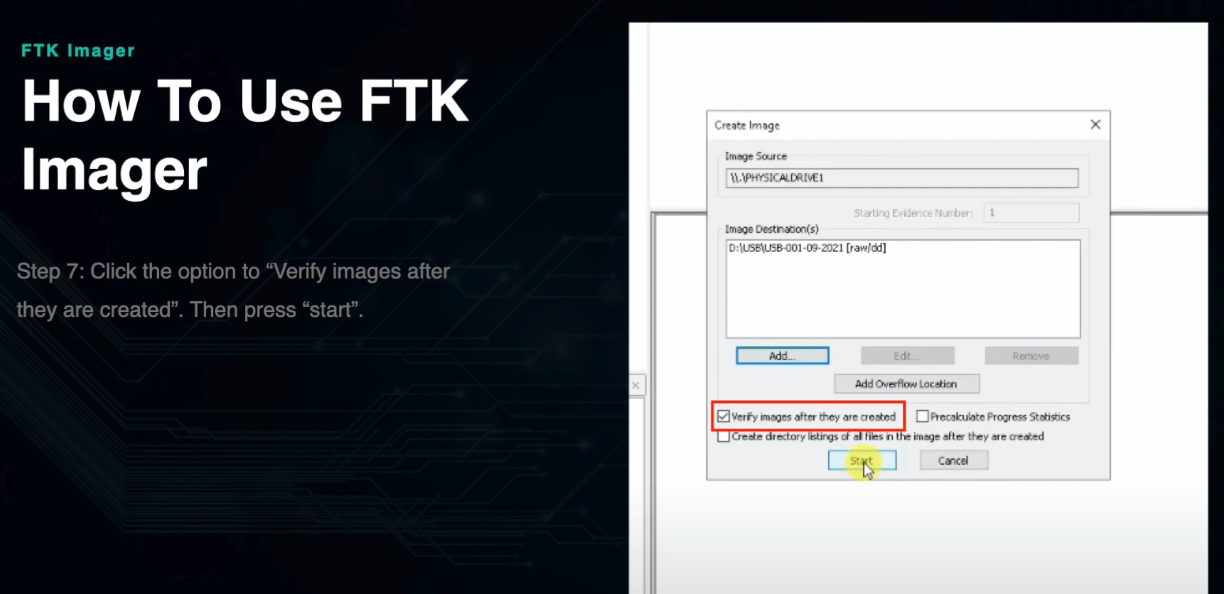 FTK Imager
How To Use FTK
Imager
Step 7: Click the option to “Verify images after
they are created”. Then press “start”.
Create Image
Image Source
\\.\PHYSICALDRIVE1
Starting Evidence Number: 1
Image Destination(s)
D:\USB\USB-001-09-2021 [raw/dd]
Add... Edit... Remove
Add Overflow Location
Verify images after they are created Precalculate Progress Statistics
Create directory listings of all files in the image after they are created
Start Cancel